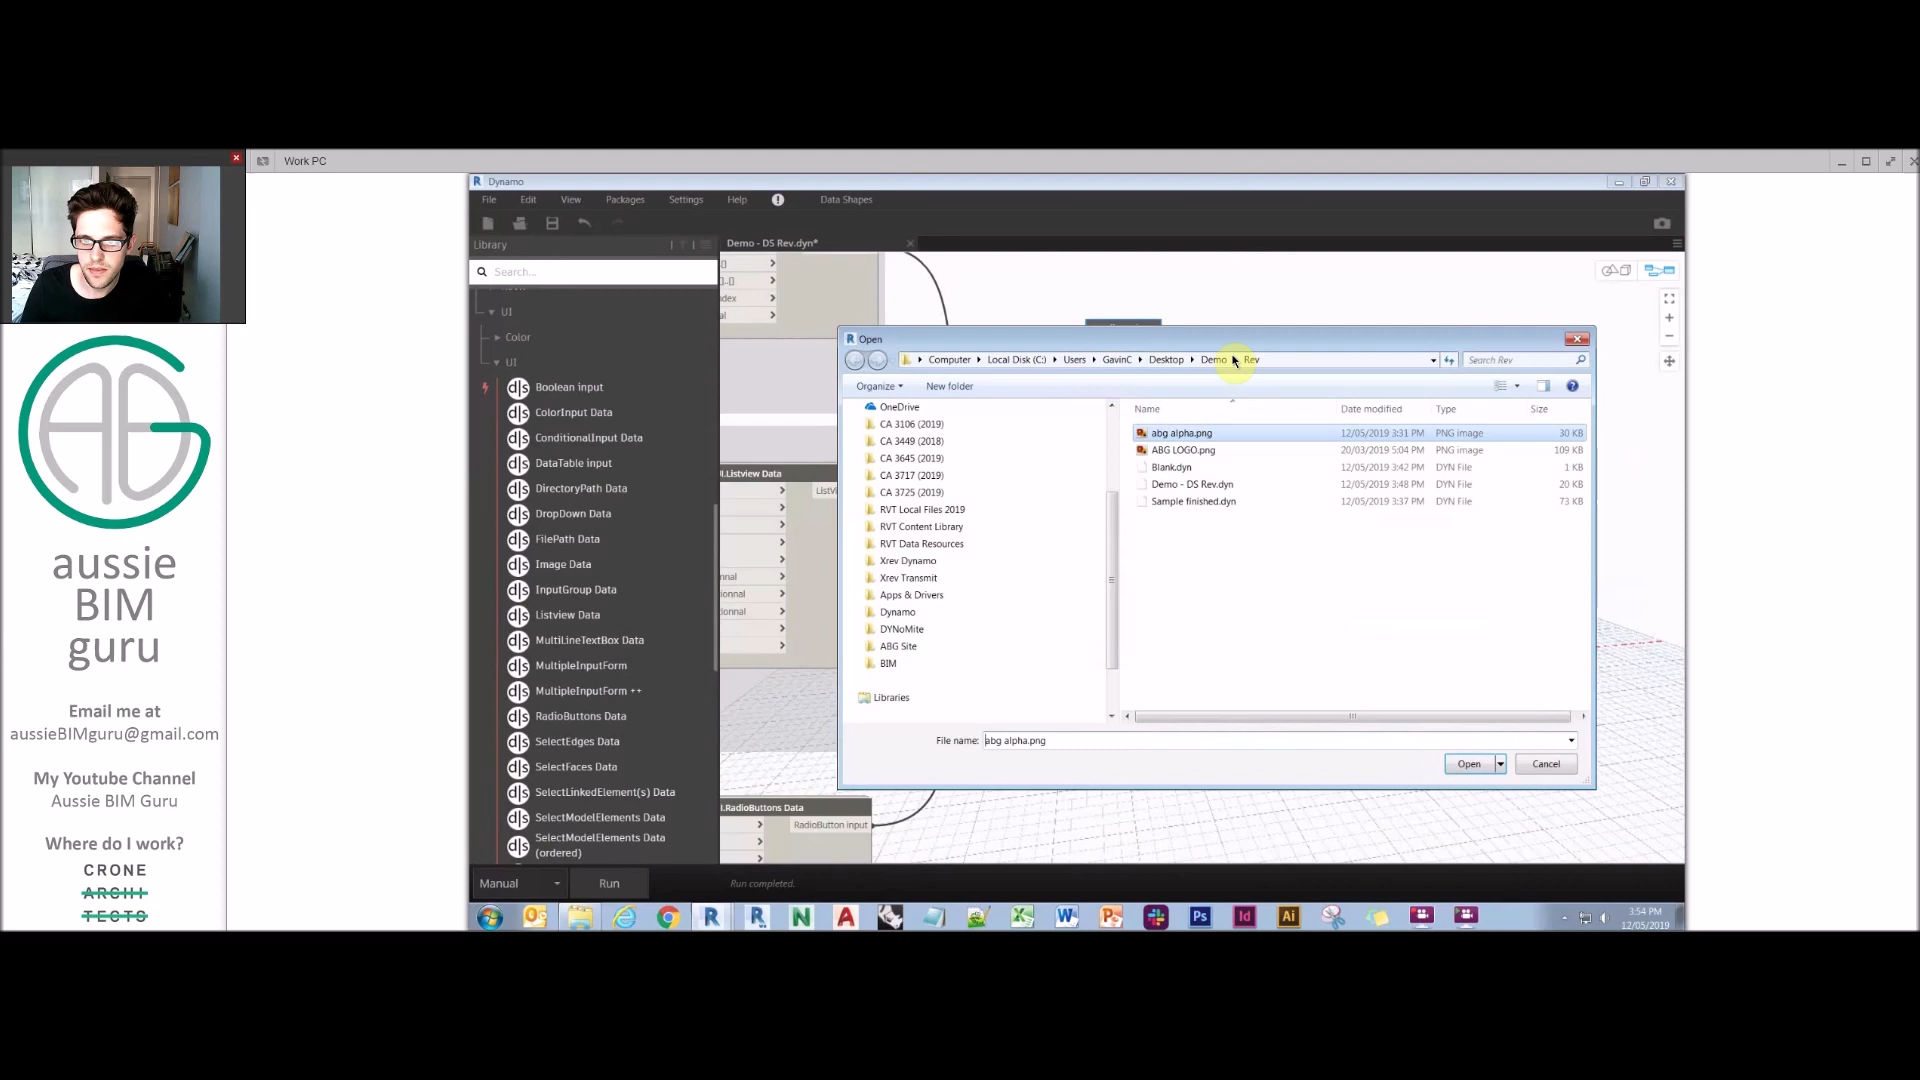 Work PC
Dynamo
File Edit View Packages Settings Help Data Shapes
Library
Demo - DS Rev.dyn*
Search...
UI
Color
UI
Boolean input
ColorInput Data
ConditionalInput Data
DataTable input
DirectoryPath Data
DropDown Data
FilePath Data
Image Data
InputGroup Data
Listview Data
MultiLineTextBox Data
MultipleInputForm
MultipleInputForm ++
RadioButtons Data
SelectEdges Data
SelectFaces Data
SelectLinkedElement(s) Data
SelectModelElements Data
SelectModelElements Data
(ordered)
I.Listview Data
ListVi
I.RadioButtons Data
RadioButton input
Open
Computer Local Disk (C:) Users GavinC Desktop Demo Rev
Search Rev
Organize New folder
OneDrive
CA 3106 (2019)
CA 3449 (2018)
CA 3645 (2019)
CA 3717 (2019)
CA 3725 (2019)
RVT Local Files 2019
RVT Content Library
RVT Data Resources
Xrev Dynamo
Xrev Transmit
Apps & Drivers
Dynamo
DYNoMite
ABG Site
BIM
Libraries
Name Date modified Type Size
abg alpha.png 12/05/2019 3:31 PM PNG image 30 KB
ABG LOGO.png 20/03/2019 5:04 PM PNG image 109 KB
Blank.dyn 12/05/2019 3:42 PM DYN File 1 KB
Demo - DS Rev.dyn 12/05/2019 3:48 PM DYN File 20 KB
Sample finished.dyn 12/05/2019 3:37 PM DYN File 73 KB
File name: abg alpha.png
Open Cancel
Manual Run Run completed.
3:54 PM
12/05/2019
ABG
aussie
BIM
guru
Email me at
aussieBIMguru@gmail.com
My Youtube Channel
Aussie BIM Guru
Where do I work?
CRONE
ARCHI
TECTS